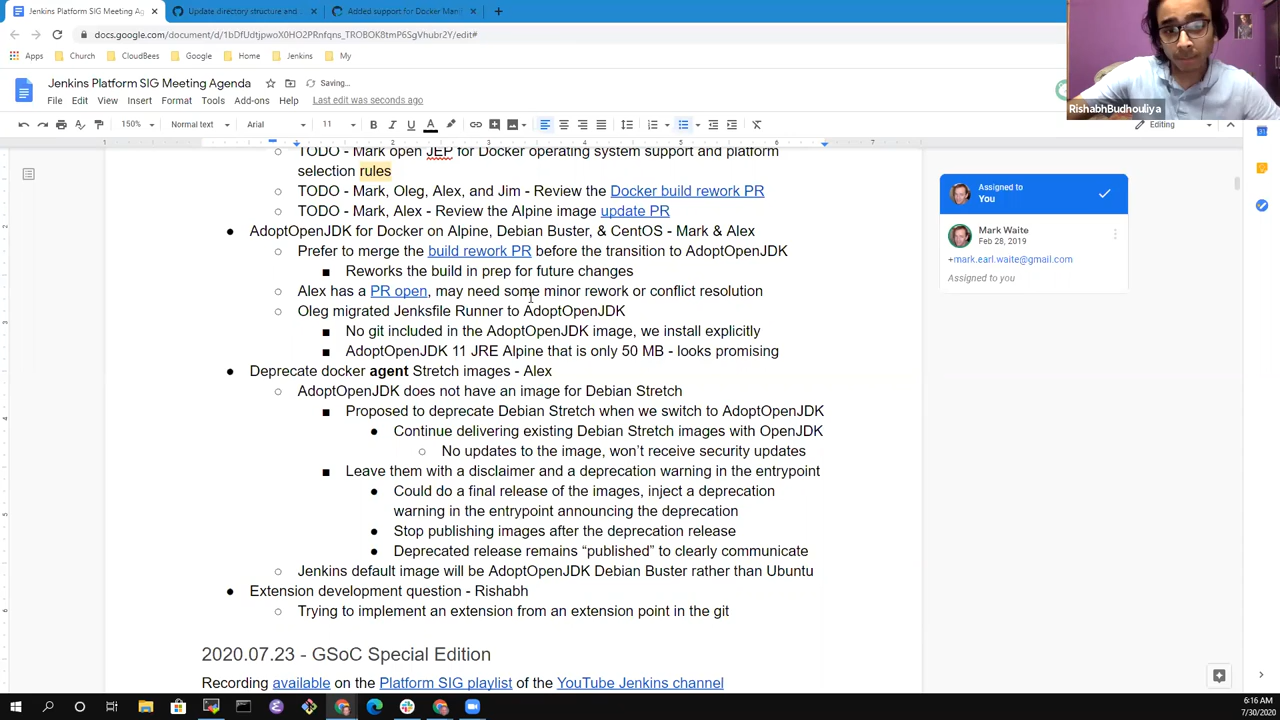 Jenkins Platform SIG Meeting Ag
Update directory structure and
Added support for Docker Man
docs.google.com/document/d/1bDfUdtjpwoX0HO2PRnfqns_TROBOK8tmP6SgVhubr2Y/edit#
Apps Church CloudBees Google Home Jenkins My
Jenkins Platform SIG Meeting Agenda Saving...
File Edit View Insert Format Tools Add-ons Help Last edit was seconds ago
RishabhBudhouliya
150% Normal text Arial 11 B I U A Editing
1 1 2 3 4 5 6 7
TODO - Mark open JEP for Docker operating system support and platform
selection rules
TODO - Mark, Oleg, Alex, and Jim - Review the Docker build rework PR
TODO - Mark, Alex - Review the Alpine image update PR
AdoptOpenJDK for Docker on Alpine, Debian Buster, & CentOS - Mark & Alex
Prefer to merge the build rework PR before the transition to AdoptOpenJDK
Reworks the build in prep for future changes
Alex has a PR open, may need some minor rework or conflict resolution
Oleg migrated Jenksfile Runner to AdoptOpenJDK
No git included in the AdoptOpenJDK image, we install explicitly
AdoptOpenJDK 11 JRE Alpine that is only 50 MB - looks promising
Deprecate docker agent Stretch images - Alex
AdoptOpenJDK does not have an image for Debian Stretch
Proposed to deprecate Debian Stretch when we switch to AdoptOpenJDK
Continue delivering existing Debian Stretch images with OpenJDK
No updates to the image, won't receive security updates
Leave them with a disclaimer and a deprecation warning in the entrypoint
Could do a final release of the images, inject a deprecation
warning in the entrypoint announcing the deprecation
Stop publishing images after the deprecation release
Deprecated release remains “published” to clearly communicate
Jenkins default image will be AdoptOpenJDK Debian Buster rather than Ubuntu
Extension development question - Rishabh
Trying to implement an extension from an extension point in the git
2020.07.23 - GSoC Special Edition
Recording available on the Platform SIG playlist of the YouTube Jenkins channel
Assigned to
You
Mark Waite
Feb 28, 2019
+mark.earl.waite@gmail.com
Assigned to you
6:16 AM
7/30/2020